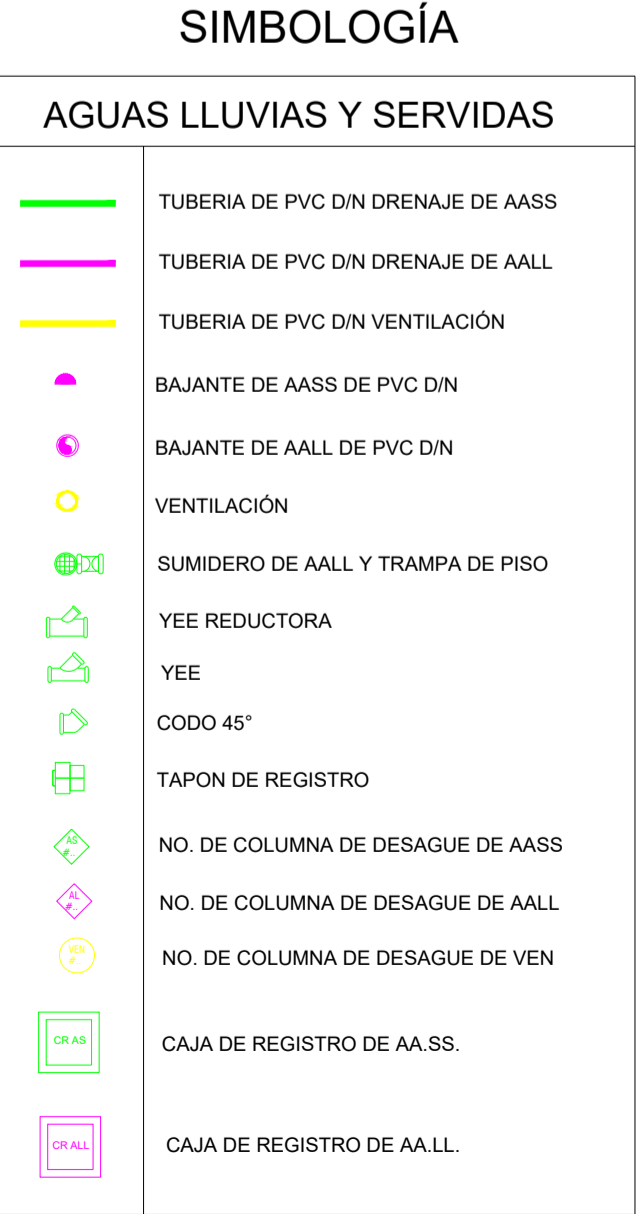 SIMBOLOGÍA
AGUAS LLUVIAS Y SERVIDAS
TUBERIA DE PVC D/N DRENAJE DE AASS
TUBERIA DE PVC D/N DRENAJE DE AALL
TUBERIA DE PVC D/N VENTILACIÓN
BAJANTE DE AASS DE PVC D/N
BAJANTE DE AALL DE PVC D/N
VENTILACIÓN
SUMIDERO DE AALL Y TRAMPA DE PISO
YEE REDUCTORA
YEE
CODO 45°
TAPON DE REGISTRO
AS
#..
NO. DE COLUMNA DE DESAGUE DE AASS
AL
#..
NO. DE COLUMNA DE DESAGUE DE AALL
VEN
#..
NO. DE COLUMNA DE DESAGUE DE VEN
CR AS
CAJA DE REGISTRO DE AA.SS.
CR ALL
CAJA DE REGISTRO DE AA.LL.